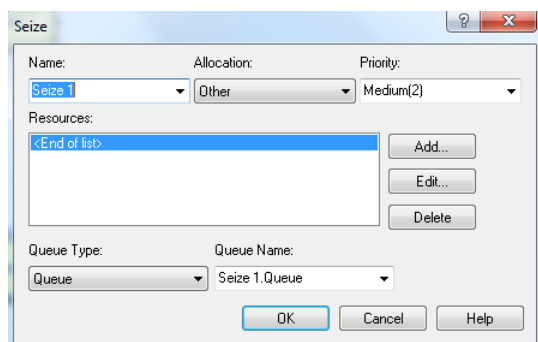 Seize
Name: Allocation: Priority:
Seize 1 Other Medium(2)
Resources:
<End of list>
Add...
Edit...
Delete
Queue Type: Queue Name:
Queue Seize 1.Queue
OK Cancel Help